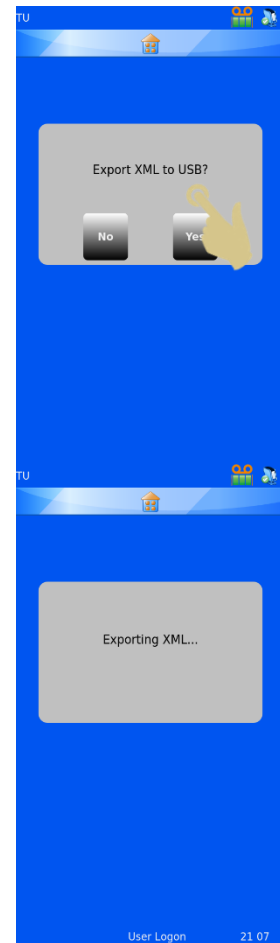 TU
Export XML to USB?
No Yes
TU
Exporting XML...
User Logon 21 07